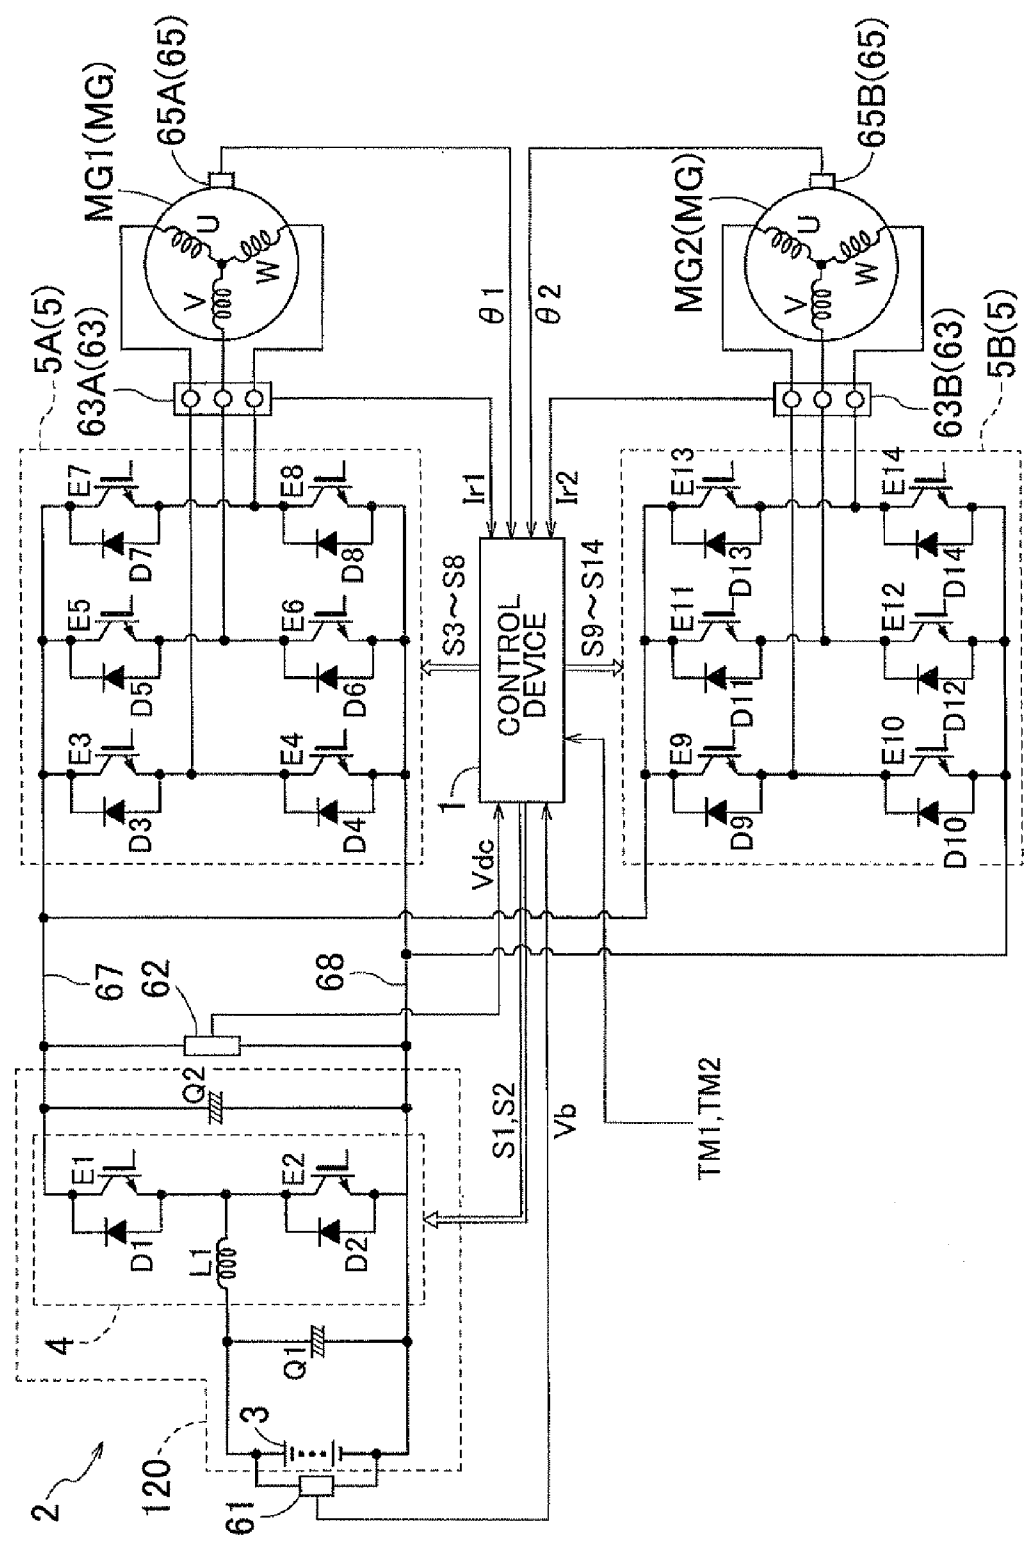 2
120
61
3
Q1
4
L1
D1
E1
D2
E2
Q2
62
67
68
Vdc
S1,S2
Vb
TM1,TM2
1
CONTROL
DEVICE
S3~S8
S9~S14
Ir1
θ1
θ2
Ir2
5A(5)
63A(63)
D3
E3
D4
E4
D5
E5
D6
E6
D7
E7
D8
E8
MG1(MG)
65A(65)
U
V
W
5B(5)
63B(63)
D9
E9
D10
E10
D11
E11
D12
E12
D13
E13
D14
E14
MG2(MG)
65B(65)
U
V
W